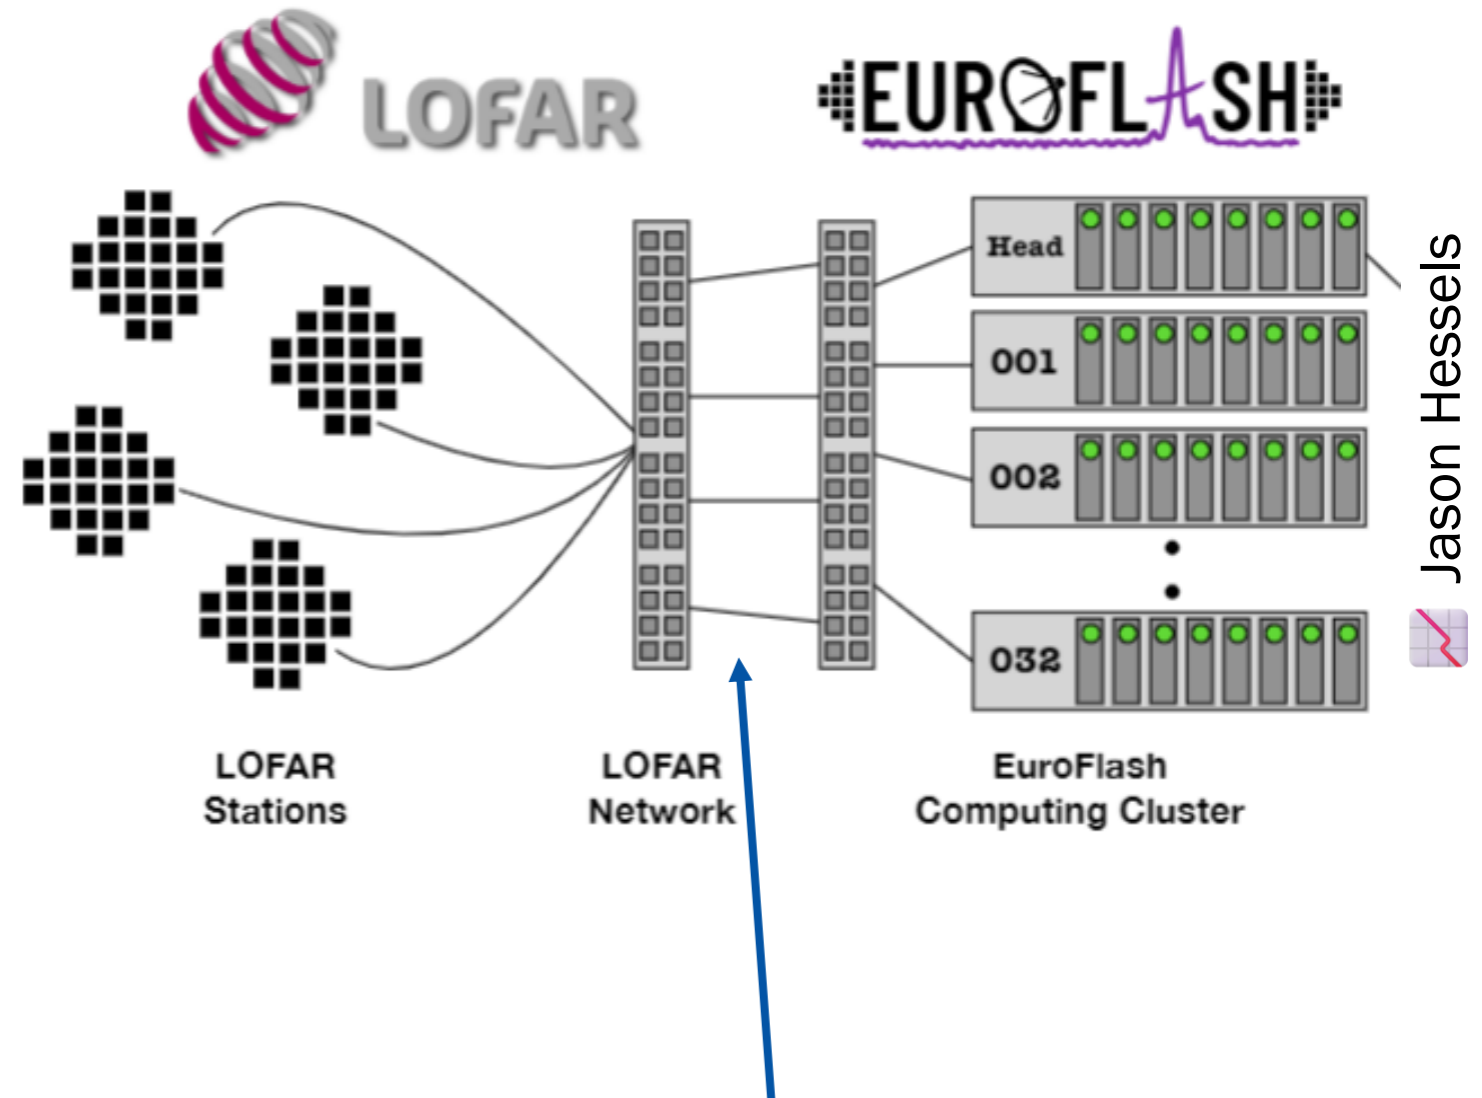 LOFAR
EUROFLASH
Head
001
002
032
Jason Hessels
LOFAR
Stations
LOFAR
Network
EuroFlash
Computing Cluster